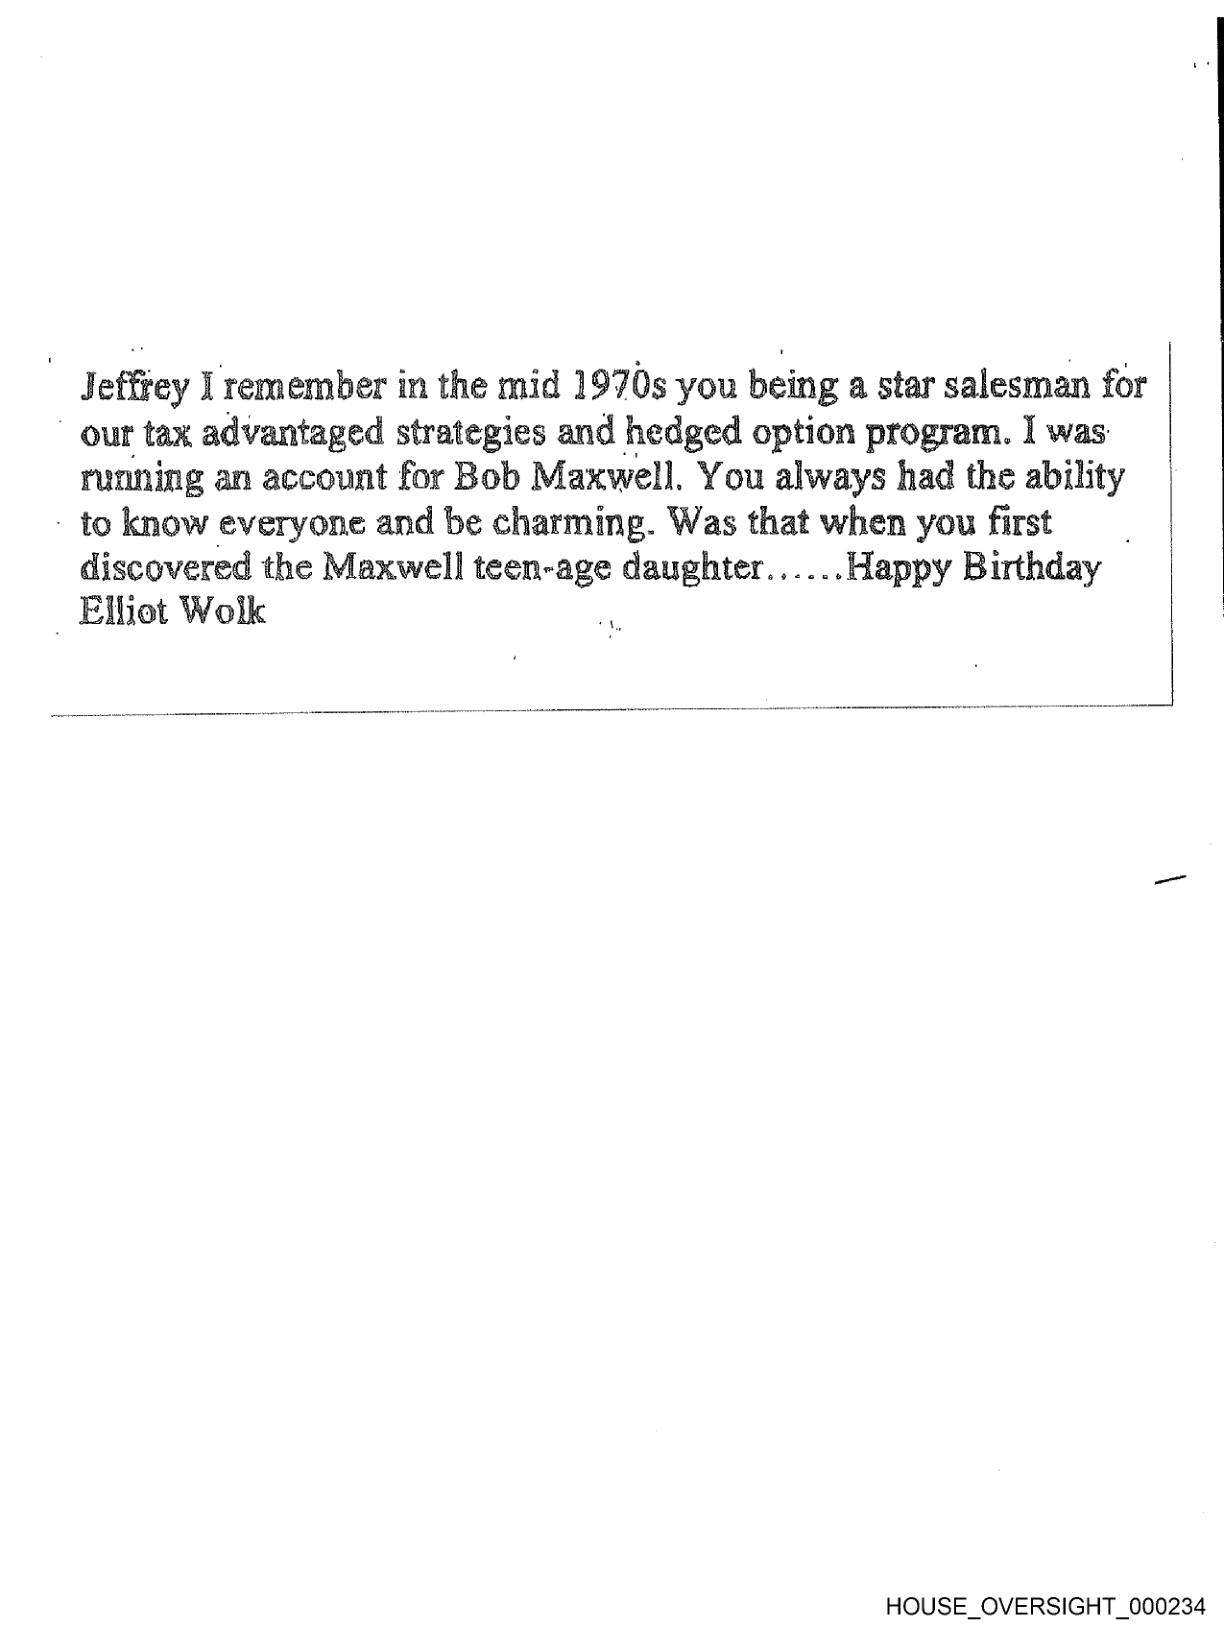 Jeffrey I remember in the mid 1970s you being a star salesman for
our tax advantaged strategies and hedged option program. I was
running an account for Bob Maxwell. You always had the ability
to know everyone and be charming. Was that when you first
discovered the Maxwell teen-age daughter......Happy Birthday
Elliot Wolk
HOUSE_OVERSIGHT_000234